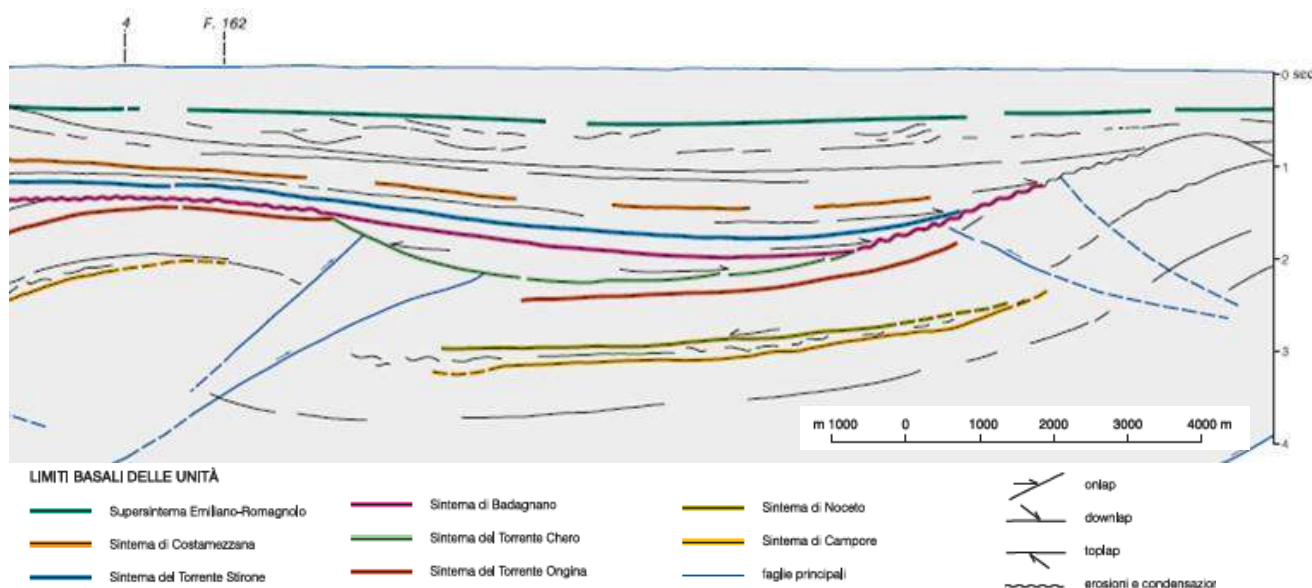 4 F. 162
0 sec
1
2
3
m 1000 0 1000 2000 3000 4000 m
4
LIMITI BASALI DELLE UNITÀ
Supersintema Emiliano-Romagnolo
Sintema di Costamezzana
Sintema del Torrente Stirone
Sintema di Badagnano
Sintema del Torrente Chero
Sintema del Torrente Ongina
Sintema di Noceto
Sintema di Campore
faglie principali
onlap
downlap
toplap
erosioni e condensazior